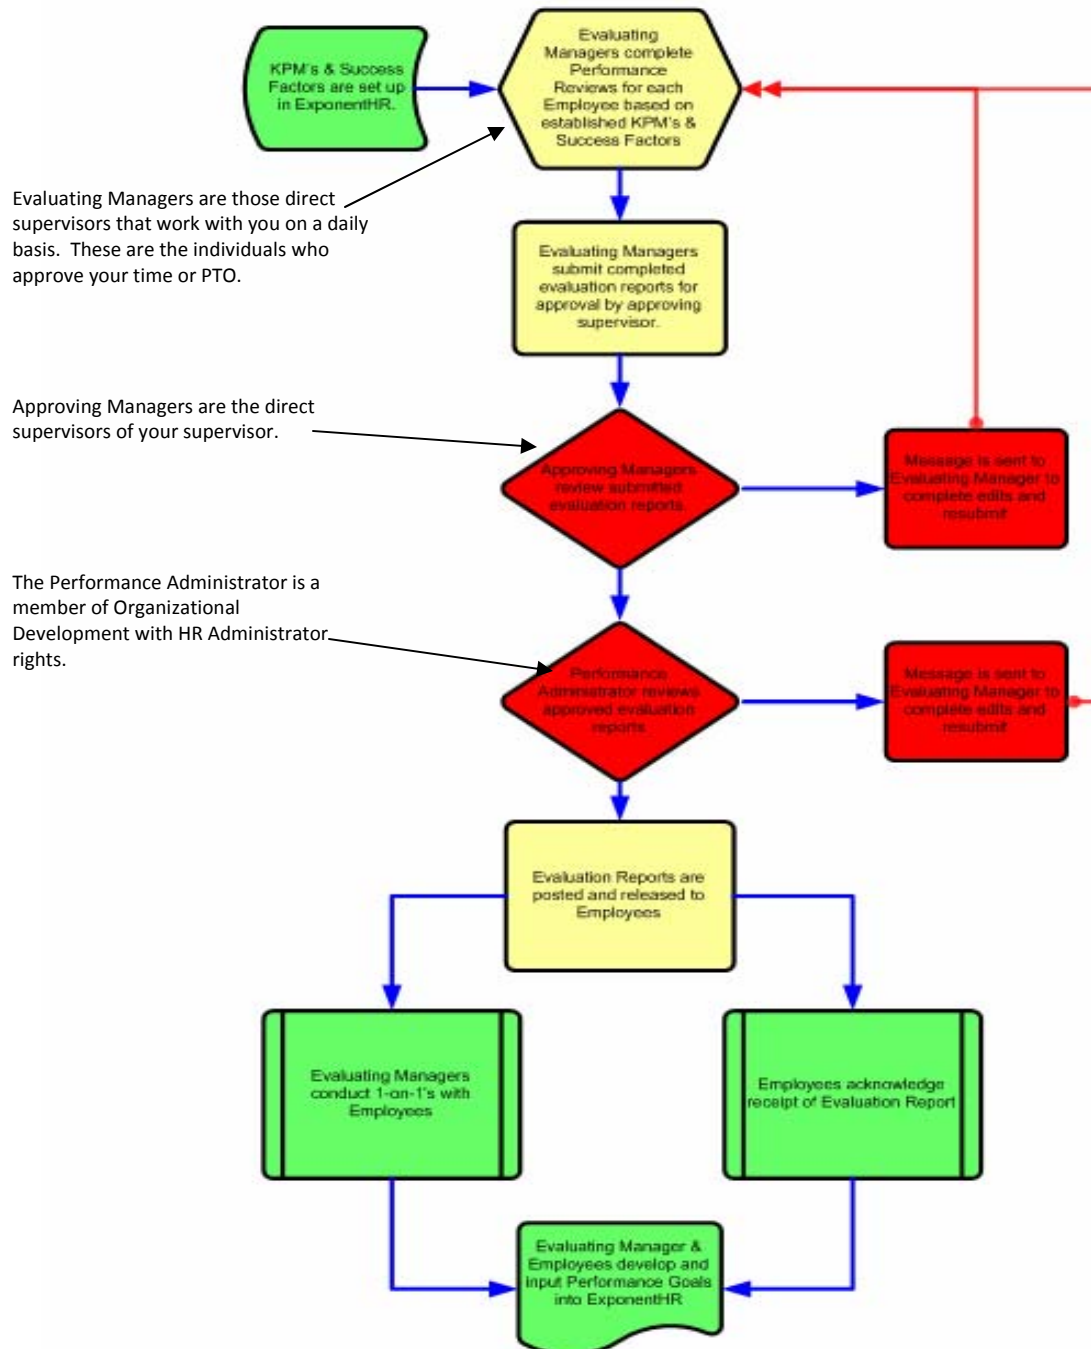 KPM's & Success
Factors are set up
in ExponentHR.
Evaluating
Managers complete
Performance
Reviews for each
Employee based on
established KPM's &
Success Factors
Evaluating Managers are those direct
supervisors that work with you on a daily
basis.  These are the individuals who
approve your time or PTO.
Evaluating Managers
submit completed
evaluation reports for
approval by approving
supervisor.
Approving Managers are the direct
supervisors of your supervisor.
Approving Managers
review submitted
evaluation reports
Message is sent to
Evaluating Manager to
complete edits and
resubmit
The Performance Administrator is a
member of Organizational
Development with HR Administrator
rights.
Performance
Administrator reviews
approved evaluation
reports
Message is sent to
Evaluating Manager to
complete edits and
resubmit
Evaluation Reports are
posted and released to
Employees
Evaluating Managers
conduct 1-on-1's with
Employees
Employees acknowledge
receipt of Evaluation Report
Evaluating Manager &
Employees develop and
input Performance Goals
into ExponentHR